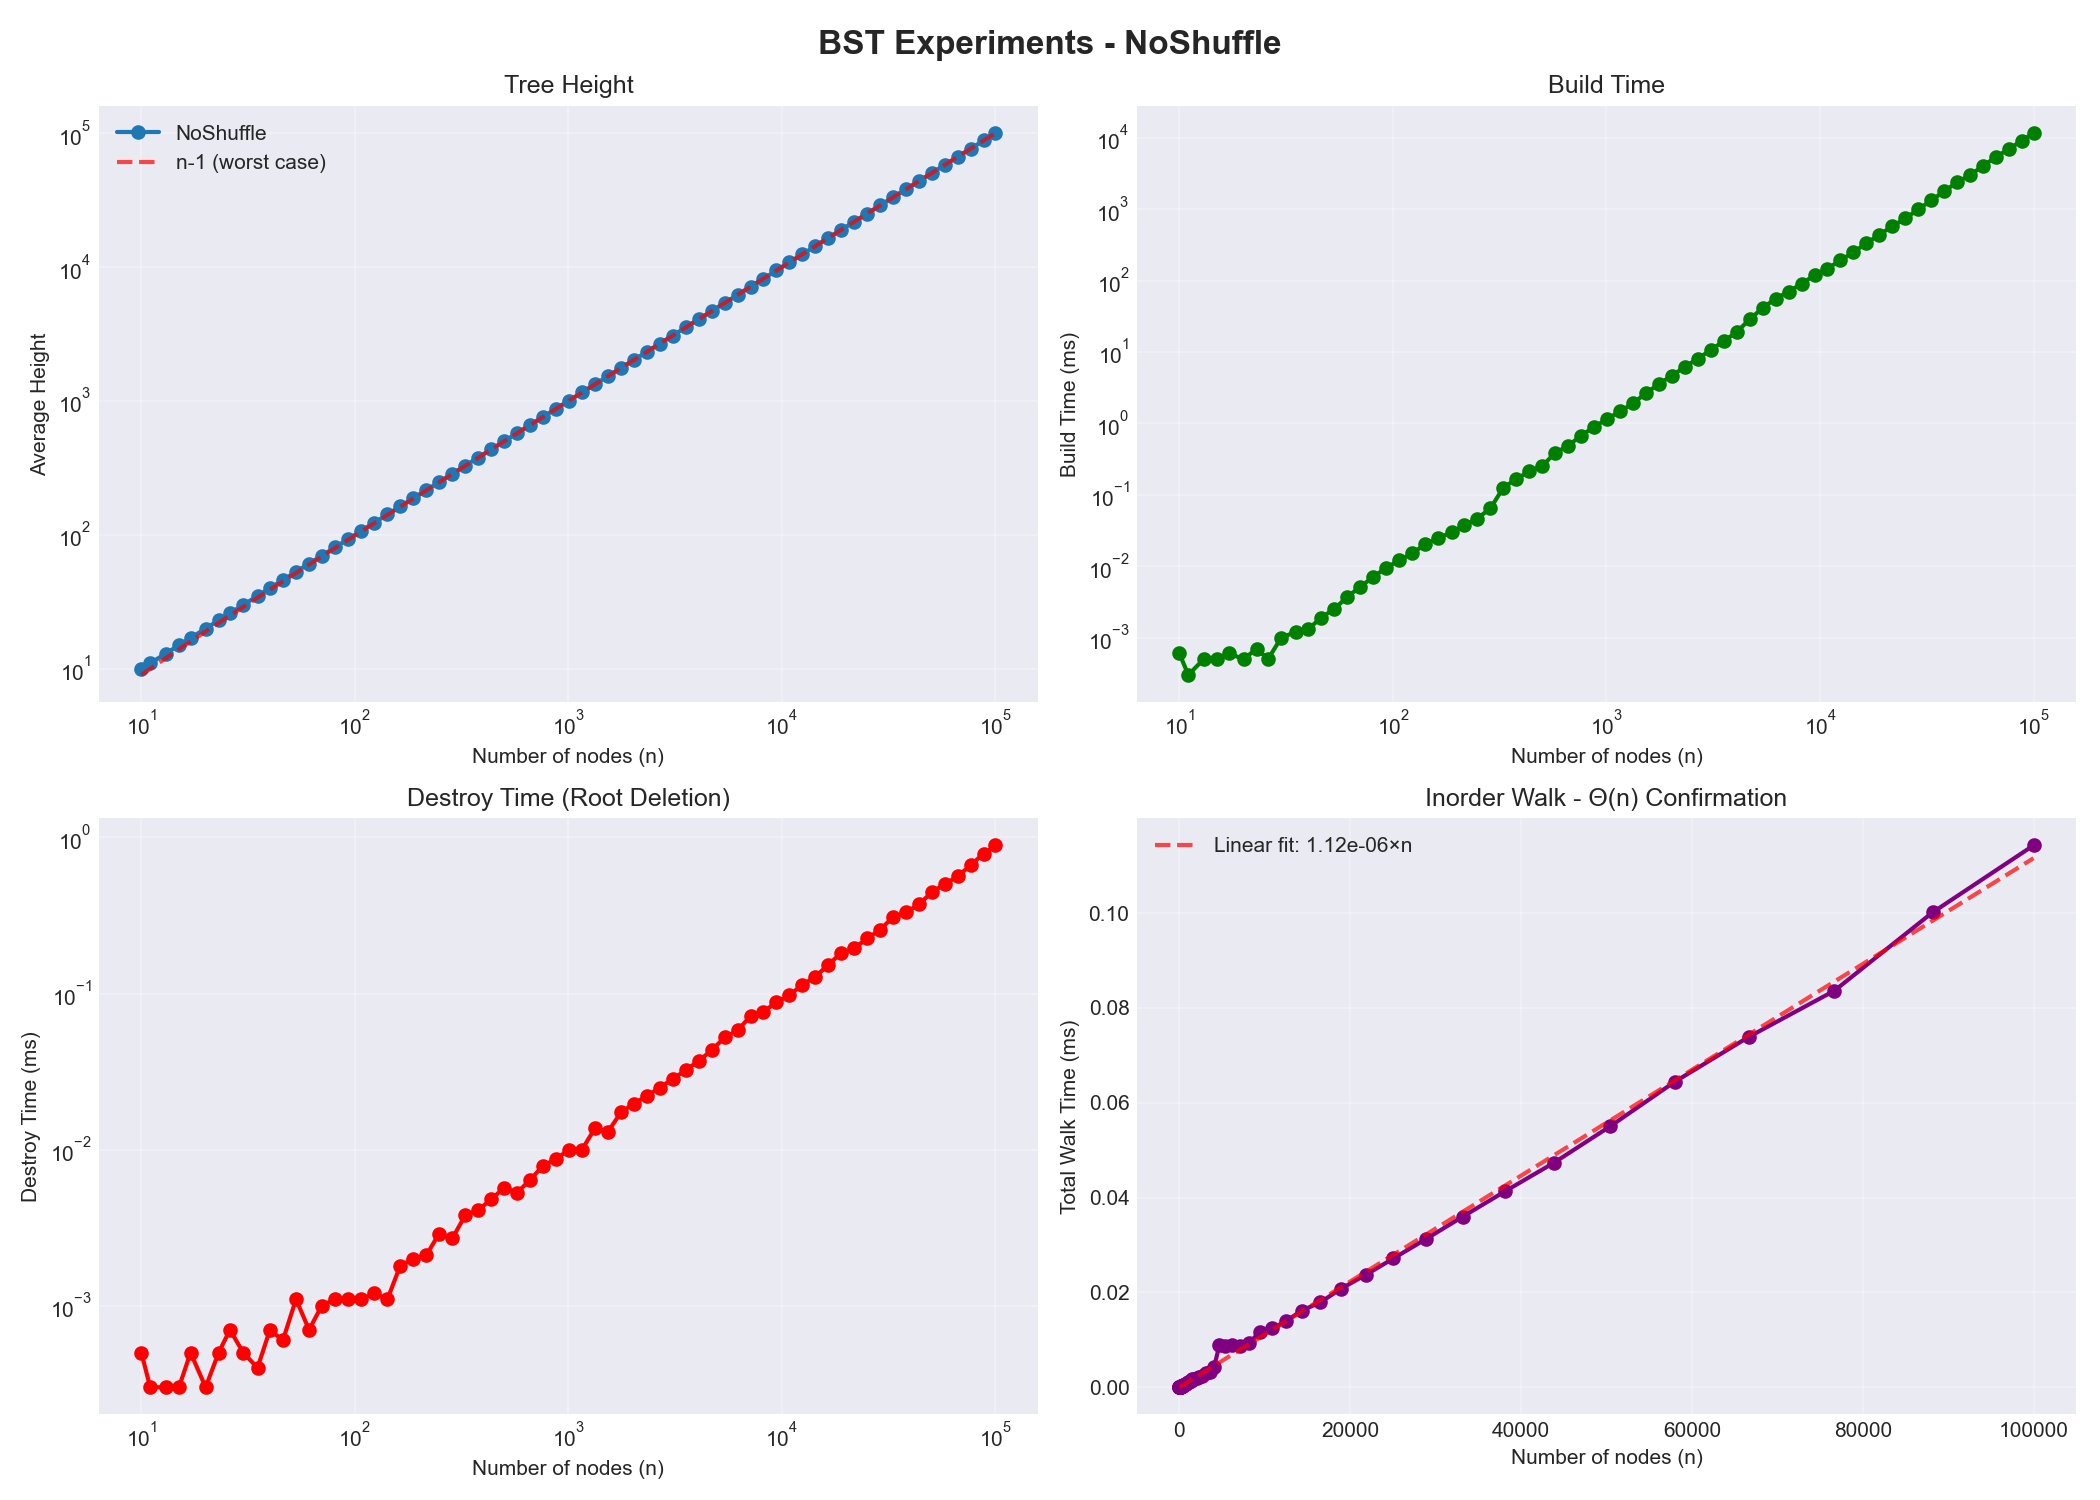 BST Experiments - NoShuffle
Tree Height
NoShuffle
n-1 (worst case)
10^5
10^4
10^3
10^2
10^1
Average Height
10^1 10^2 10^3 10^4 10^5
Number of nodes (n)
Build Time
10^4
10^3
10^2
10^1
10^0
10^−1
10^−2
10^−3
Build Time (ms)
10^1 10^2 10^3 10^4 10^5
Number of nodes (n)
Destroy Time (Root Deletion)
10^0
10^−1
10^−2
10^−3
Destroy Time (ms)
10^1 10^2 10^3 10^4 10^5
Number of nodes (n)
Inorder Walk - Θ(n) Confirmation
Linear fit: 1.12e-06×n
0.10
0.08
0.06
0.04
0.02
0.00
Total Walk Time (ms)
0 20000 40000 60000 80000 100000
Number of nodes (n)